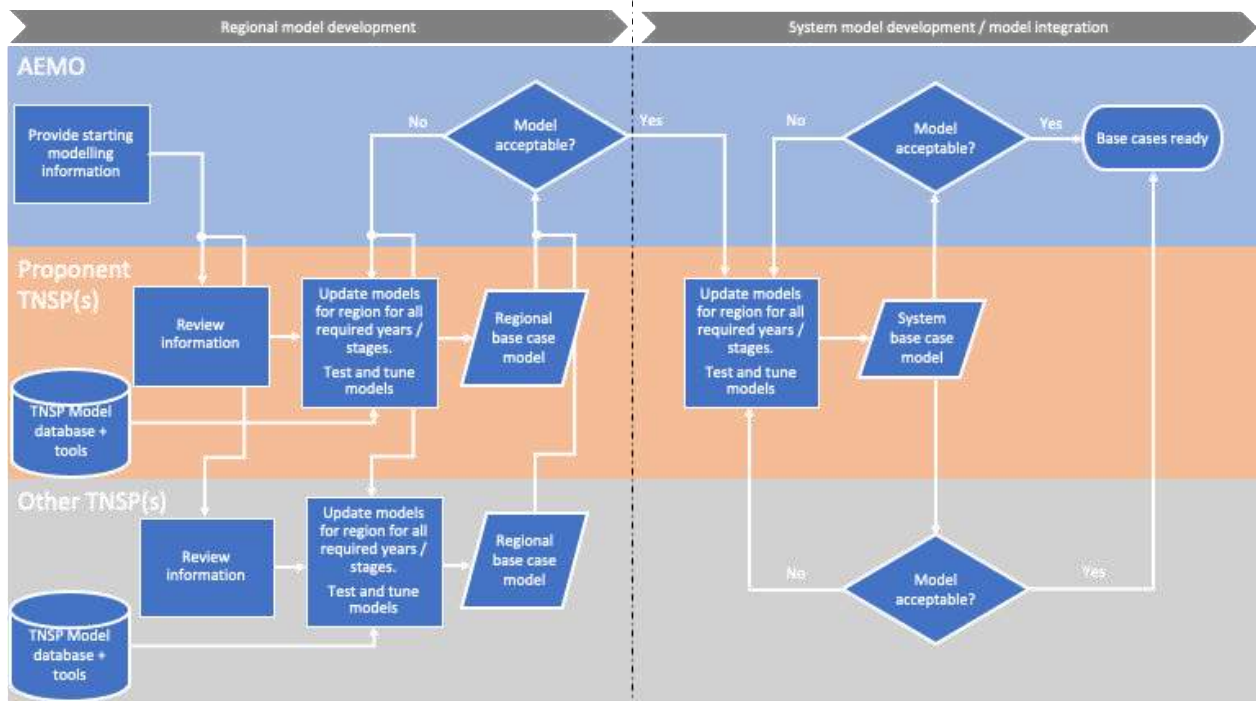 Regional model development
System model development / model integration
AEMO
Provide starting
modelling
information
No
Model
acceptable?
Yes
No
Model
acceptable?
Yes
Base cases ready
Proponent
TNSP(s)
Review
information
Update models
for region for all
required years /
stages.
Test and tune
models
Regional
base case
model
Update models
for region for all
required years /
stages.
Test and tune
models
System
base case
model
TNSP Model
database +
tools
Other TNSP(s)
Review
information
Update models
for region for all
required years /
stages.
Test and tune
models
Regional
base case
model
No
Model
acceptable?
Yes
TNSP Model
database +
tools